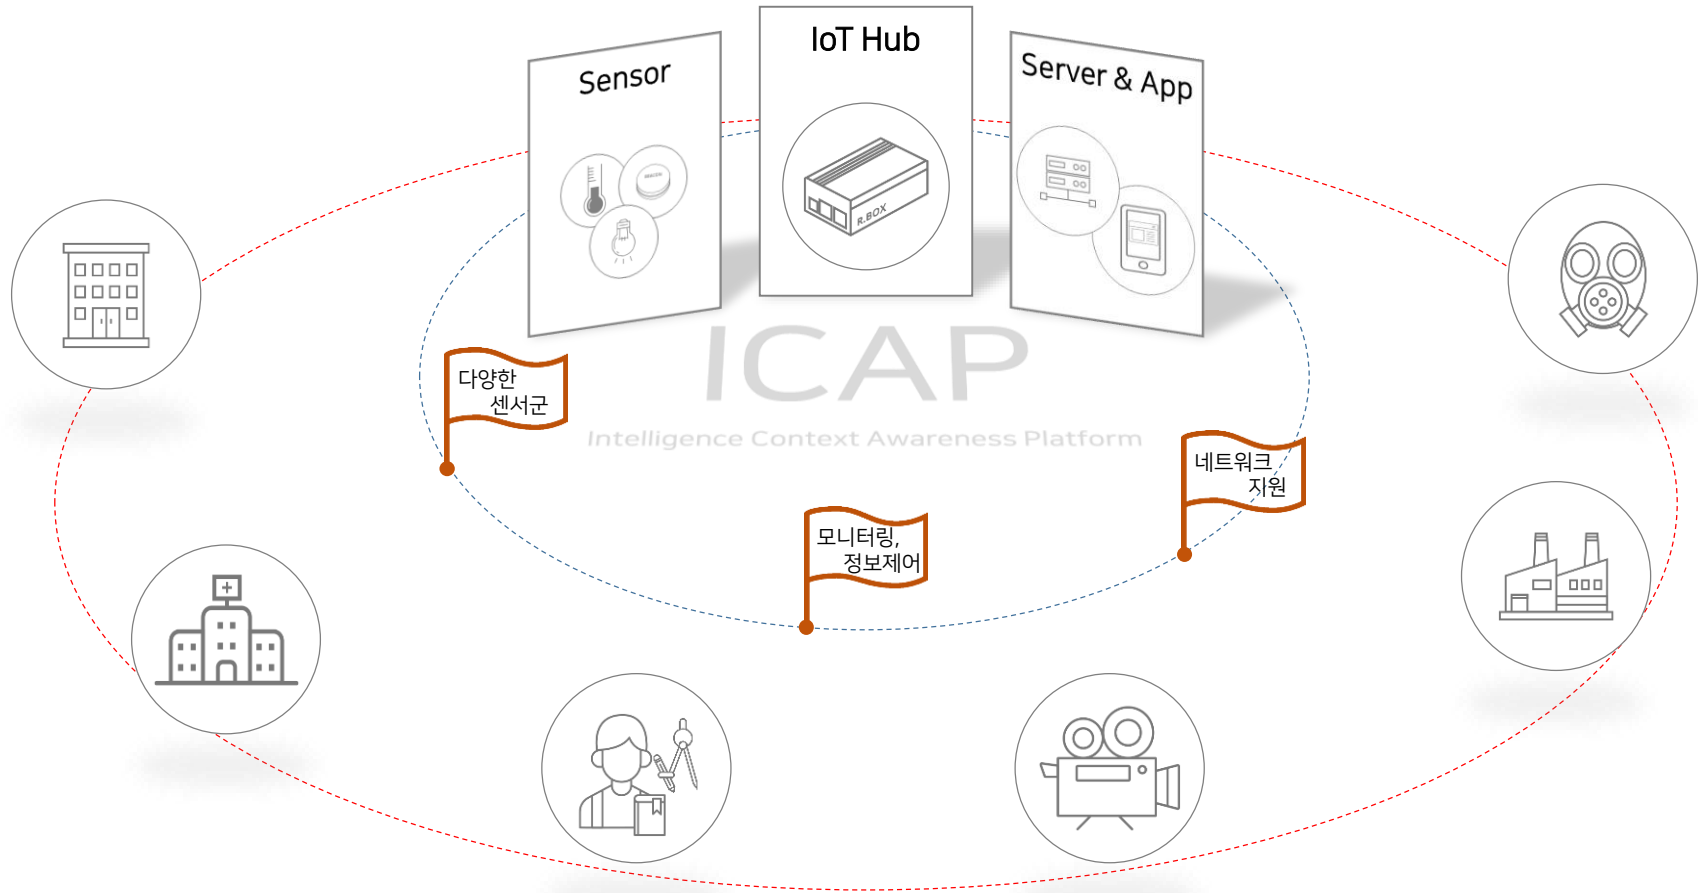 Sensor
IoT Hub
Server & App
R.BOX
ICAP
Intelligence Context Awareness Platform
다양한
센서군
네트워크
지원
모니터링,
정보제어